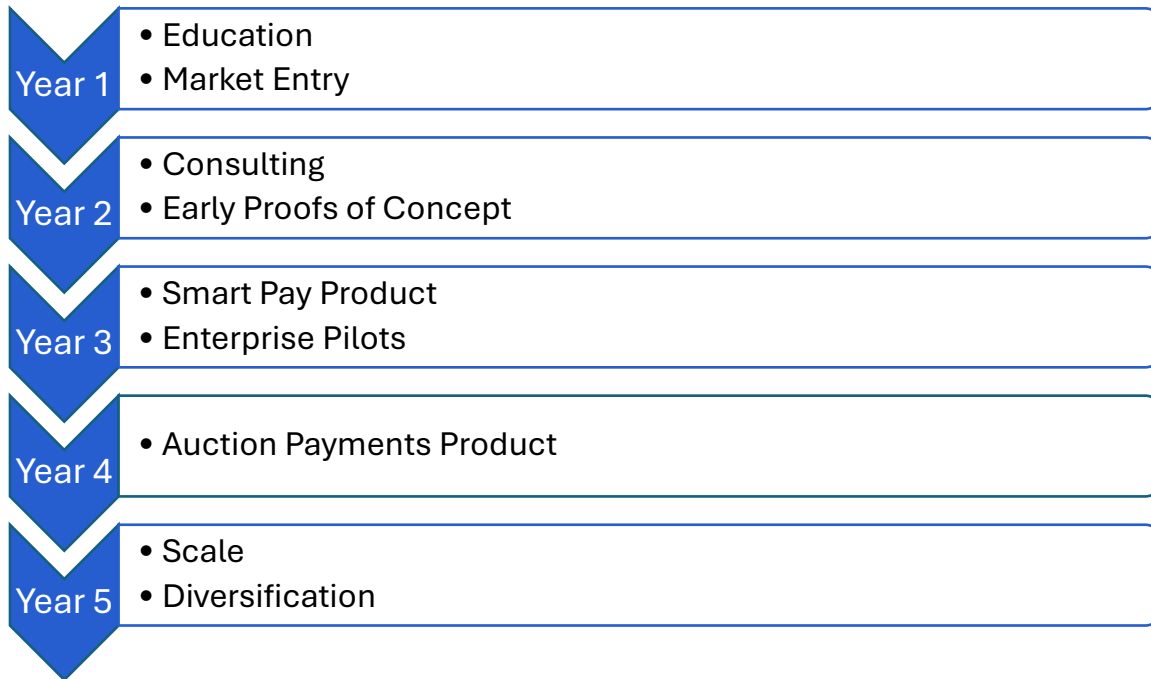 Year 1
• Education
• Market Entry
Year 2
• Consulting
• Early Proofs of Concept
Year 3
• Smart Pay Product
• Enterprise Pilots
Year 4
• Auction Payments Product
Year 5
• Scale
• Diversification